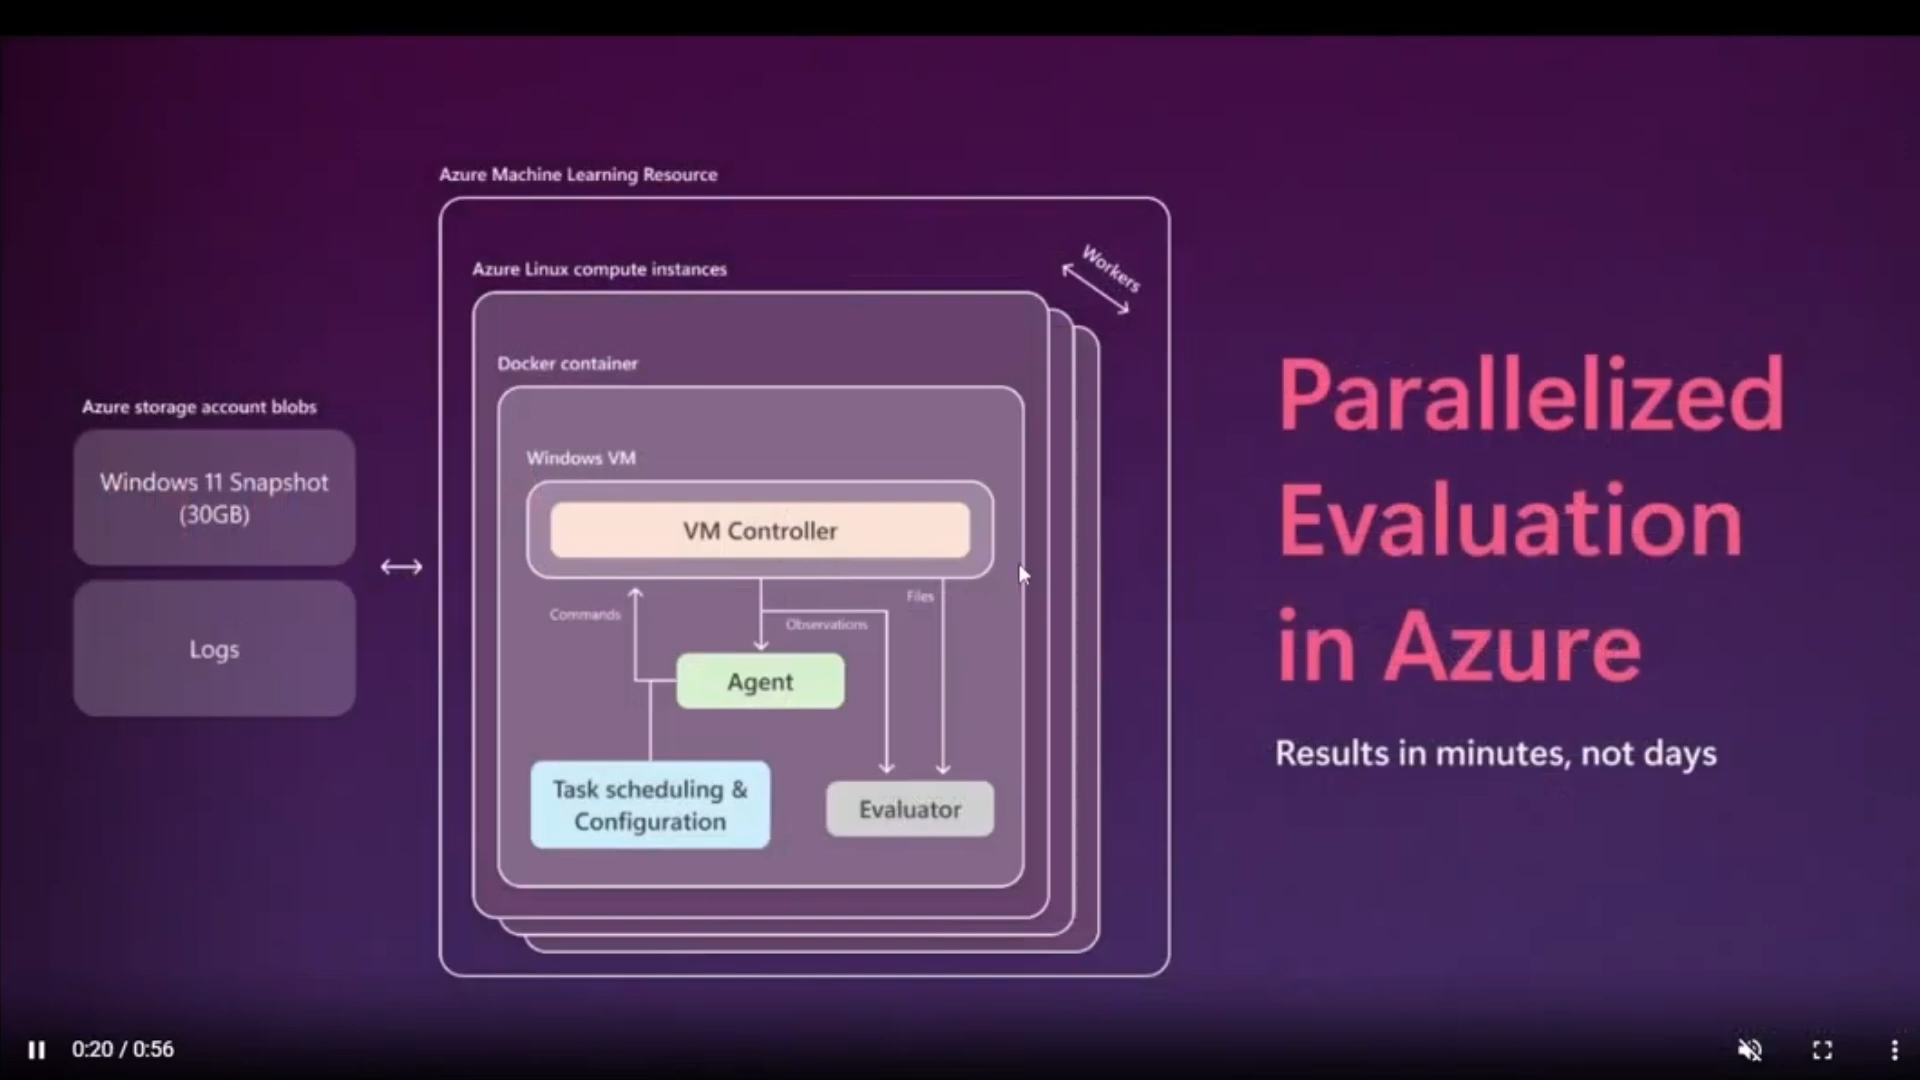 Azure Machine Learning Resource
Workers
Azure Linux compute instances
Docker container
Azure storage account blobs
Windows 11 Snapshot
(30GB)
Logs
Windows VM
VM Controller
Commands
Observations
Files
Agent
Task scheduling &
Configuration
Evaluator
Parallelized
Evaluation
in Azure
Results in minutes, not days
0:20 / 0:56